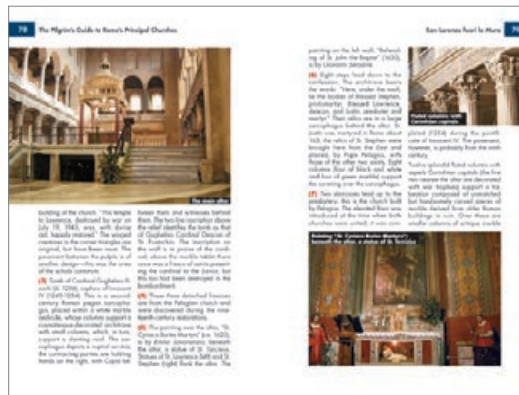 78 The Pilgrim's Guide to Rome's Principal Churches
The main altar
building of the church. "This temple
to Lawrence, destroyed by war on
July 19, 1943, was, with divine
aid, happily restored." The winged
creatures in the corner triangles are
original, but have been reset. The
pavement between the pulpits is of
another design—this was the area
of the schola cantorum.
(3) Tomb of Cardinal Guglielmo Fi-
eschi (d. 1256), nephew of Innocent
IV (1243-1254). This is a second-
century Roman pagan sarcopha-
gus, placed within a white marble
aedicule, whose columns support a
cosmatesque decorated architrave
with small columns, which, in turn,
support a slanting roof. The sar-
cophagus depicts a nuptial service;
the contracting parties are holding
hands on the right, with Cupid be-
tween them and witnesses behind
them. The two-line inscription above
the relief identifies the tomb as that
of Guglielmo Cardinal Deacon of
St. Eustachio. The inscription on
the wall is in praise of the cardi-
nal; above the marble tablet there
once was a fresco of saints present-
ing the cardinal to the Savior, but
this too had been destroyed in the
bombardment.
(4) These three detached frescoes
are from the Pelagian church and
were discovered during the nine-
teenth century restorations.
(5) The painting over the altar, "St.
Cyriaca Buries Martyrs" (ca. 1620),
is by
beneath the
altar, a statue of St. Tarcisius.
Statues of St. Lawrence (left) and St.
Stephen (right) flank the altar. The
San Lorenzo fuori le Mura 79
painting on the left wall, "Behead-
ing of St. John the Baptist" (1620),
is by Giovanni Serodine.
(6) Eight steps lead down to the
confession. The architrave bears
the words: "Here, under the vault,
lie the bodies of blessed Stephen,
protomartyr, Blessed Lawrence,
deacon, and Justin, presbyter and
martyr." Their relics are in a large
sarcophagus behind the altar. St.
Justin was martyred in Rome about
165; the relics of St. Stephen were
brought here from the East and
placed, by Pope Pelagius, with
those of the other two saints. Eight
columns (four of black and white
and four of green marble) support
the covering over the sarcophagus.
(7) Two staircases lead up to the
presbytery; this is the church built
by Pelagius. The elevated floor was
introduced at the time when both
churches were united; it was com-
Fluted columns with
Corinthian capitals
pleted (1254) during the pontifi-
cate of Innocent IV. The pavement,
however, is probably from the ninth
century.
Twelve splendid fluted columns with
superb Corinthian capitals (the first
two nearest the altar are decorated
with war trophies) support a tra-
beation composed of unmatched
but handsomely carved pieces of
marble derived from older Roman
buildings in ruin. Over these are
smaller columns of antique marble
Painting "St. Cyriaca Buries Martyrs";
beneath the altar, a statue of St. Tarcisius